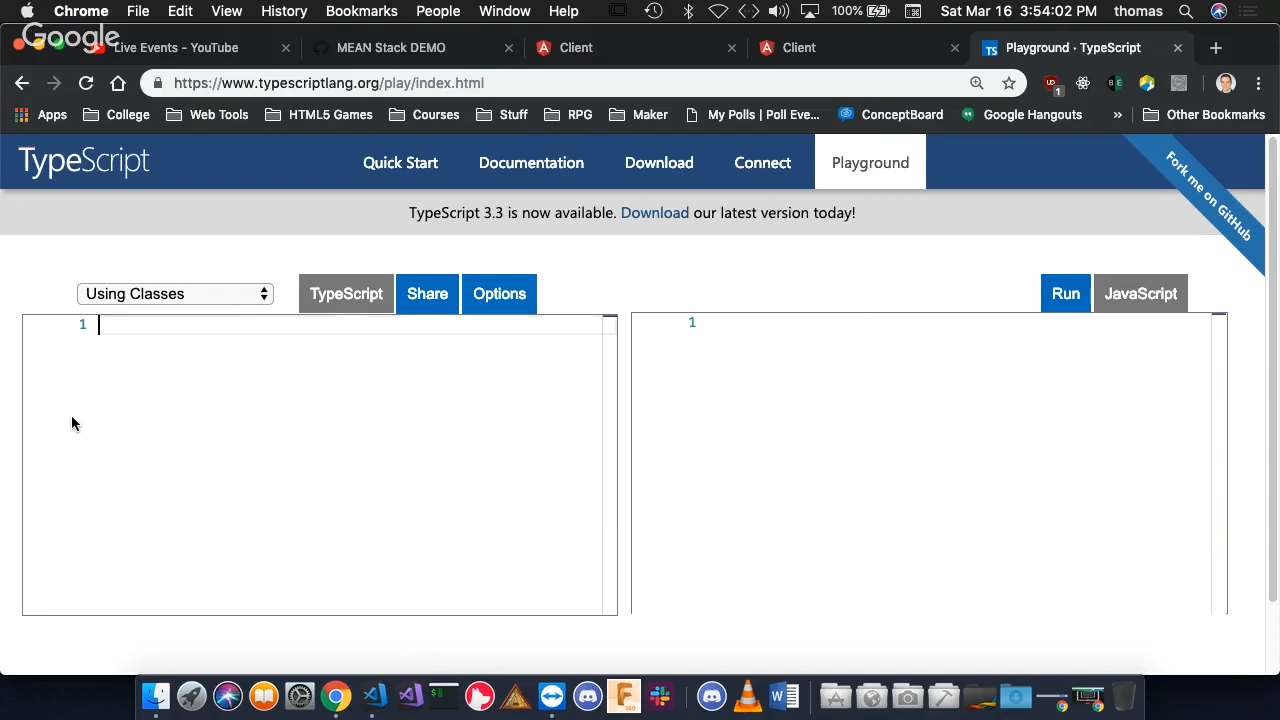 Chrome File Edit View History Bookmarks People Window Help 100% Sat Mar 16 3:54:02 PM thomas
Google
Live Events - YouTube MEAN Stack DEMO Client Client Playground · TypeScript
https://www.typescriptlang.org/play/index.html
Apps College Web Tools HTML5 Games Courses Stuff RPG Maker My Polls | Poll Eve... ConceptBoard Google Hangouts » Other Bookmarks
TypeScript Quick Start Documentation Download Connect Playground
Fork me on GitHub
TypeScript 3.3 is now available. Download our latest version today!
Using Classes TypeScript Share Options Run JavaScript
1 1